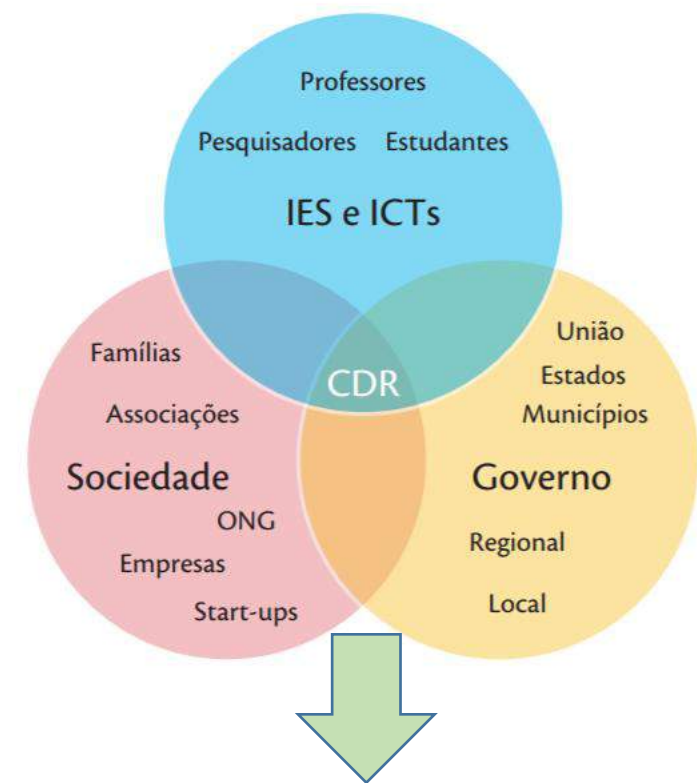 Professores
Pesquisadores Estudantes
IES e ICTs
CDR
Famílias
Associações
Sociedade
ONG
Empresas
Start-ups
União
Estados
Municípios
Governo
Regional
Local